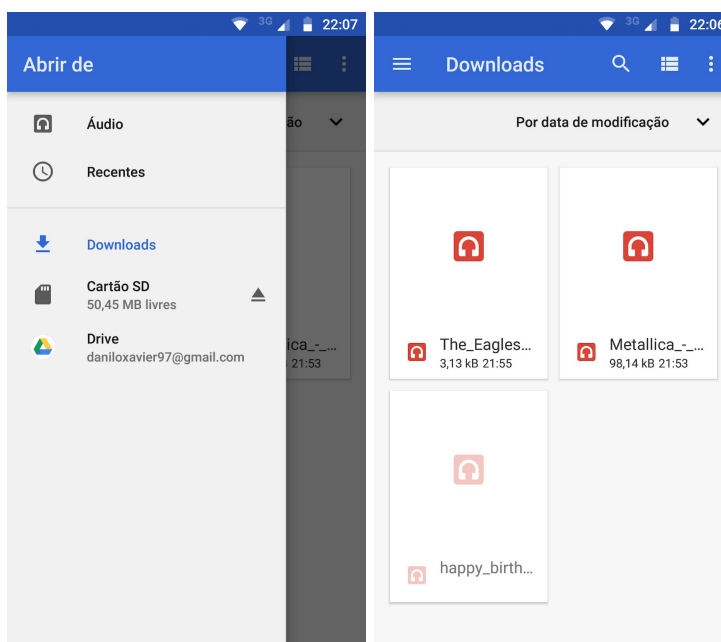 3G 22:07
Abrir de
Áudio
ão
Recentes
Downloads
Cartão SD
50,45 MB livres
Drive
daniloxavier97@gmail.com
ica_-_...
21:53
3G 22:06
Downloads
Por data de modificação
The_Eagles...
3,13 kB 21:55
Metallica_-_...
98,14 kB 21:53
happy_birth...